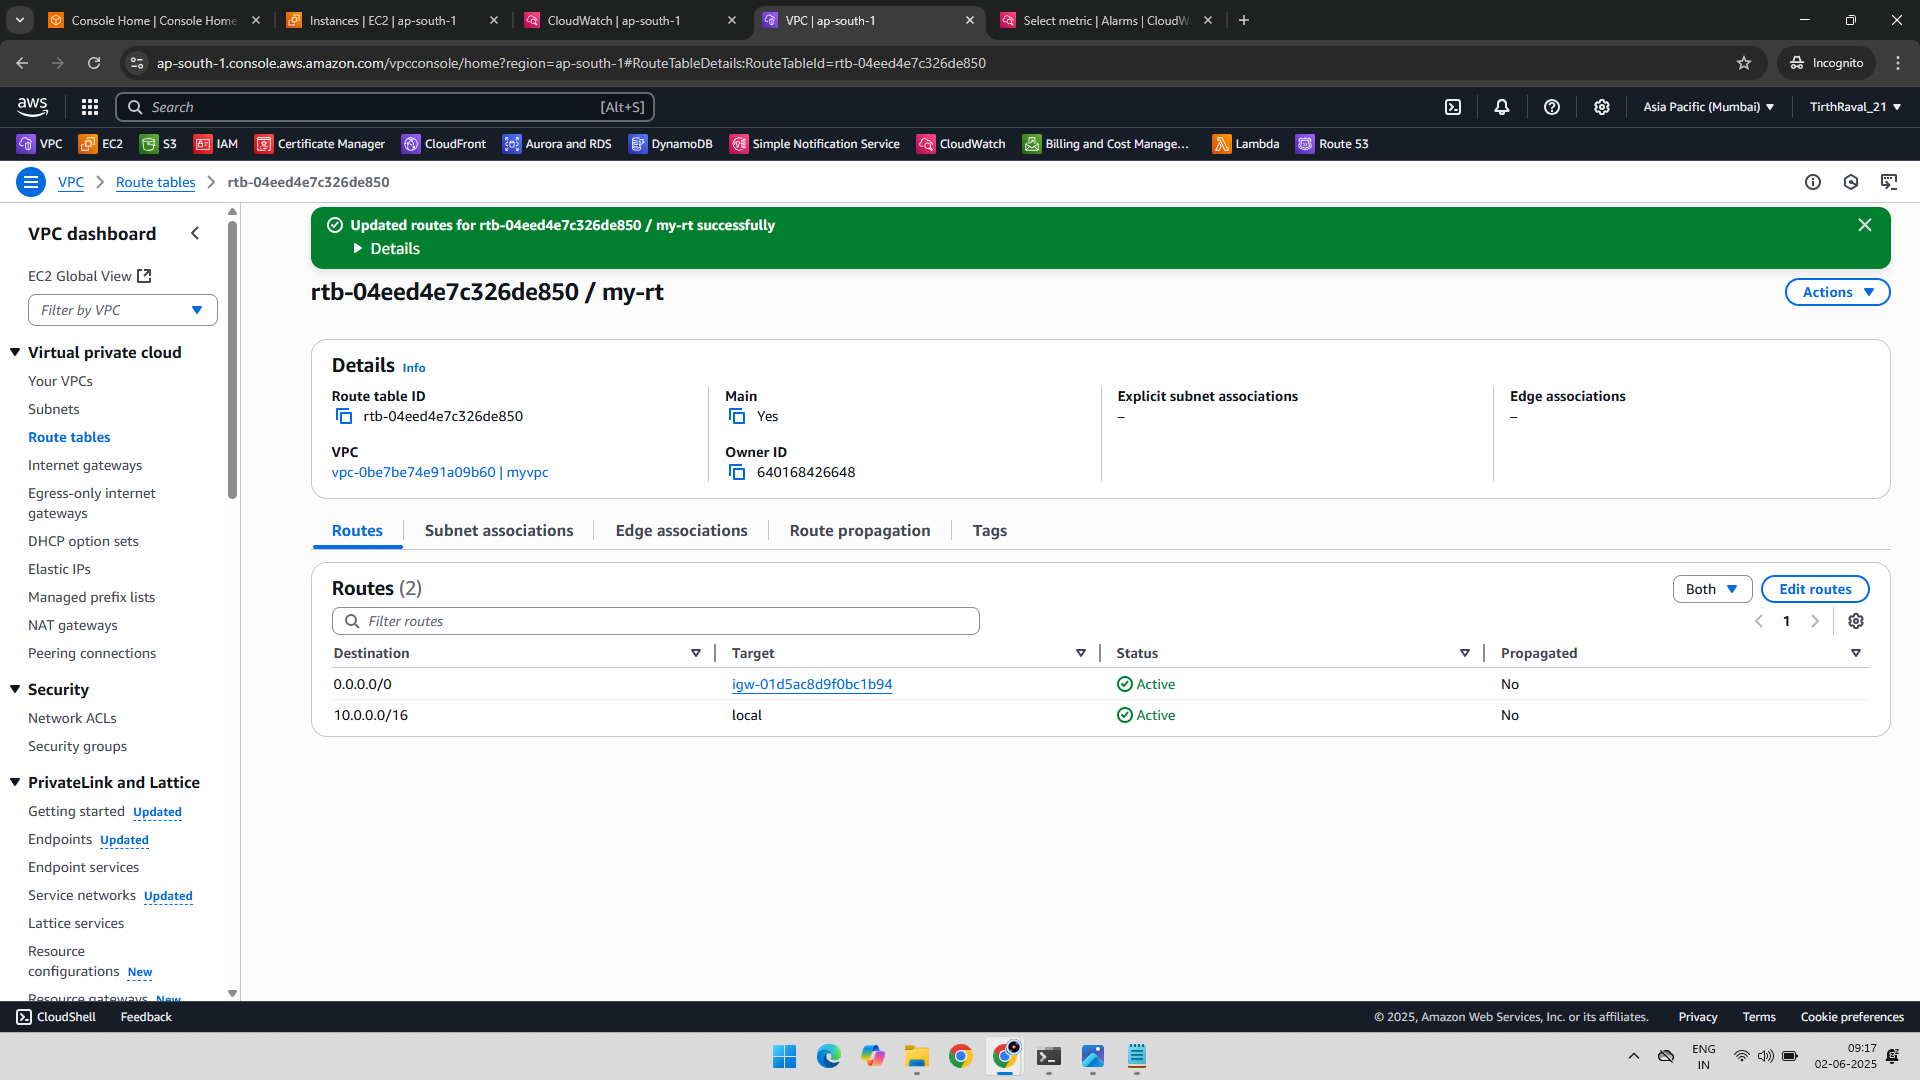 Console Home | Console Home
Instances | EC2 | ap-south-1
CloudWatch | ap-south-1
VPC | ap-south-1
Select metric | Alarms | CloudW
ap-south-1.console.aws.amazon.com/vpcconsole/home?region=ap-south-1#RouteTableDetails:RouteTableId=rtb-04eed4e7c326de850
Incognito
aws
Search
[Alt+S]
Asia Pacific (Mumbai)
TirthRaval_21
VPC
EC2
S3
IAM
Certificate Manager
CloudFront
Aurora and RDS
DynamoDB
Simple Notification Service
CloudWatch
Billing and Cost Manage...
Lambda
Route 53
VPC
Route tables
rtb-04eed4e7c326de850
VPC dashboard
EC2 Global View
Filter by VPC
Virtual private cloud
Your VPCs
Subnets
Route tables
Internet gateways
Egress-only internet
gateways
DHCP option sets
Elastic IPs
Managed prefix lists
NAT gateways
Peering connections
Security
Network ACLs
Security groups
PrivateLink and Lattice
Getting started Updated
Endpoints Updated
Endpoint services
Service networks Updated
Lattice services
Resource
configurations New
Resource gateways New
Updated routes for rtb-04eed4e7c326de850 / my-rt successfully
Details
rtb-04eed4e7c326de850 / my-rt
Actions
Details Info
Route table ID
rtb-04eed4e7c326de850
Main
Yes
Explicit subnet associations
–
Edge associations
–
VPC
vpc-0be7be74e91a09b60 | myvpc
Owner ID
640168426648
Routes
Subnet associations
Edge associations
Route propagation
Tags
Routes (2)
Both
Edit routes
Filter routes
1
Destination
Target
Status
Propagated
0.0.0.0/0
igw-01d5ac8d9f0bc1b94
Active
No
10.0.0.0/16
local
Active
No
CloudShell
Feedback
© 2025, Amazon Web Services, Inc. or its affiliates.
Privacy
Terms
Cookie preferences
ENG
IN
09:17
02-06-2025